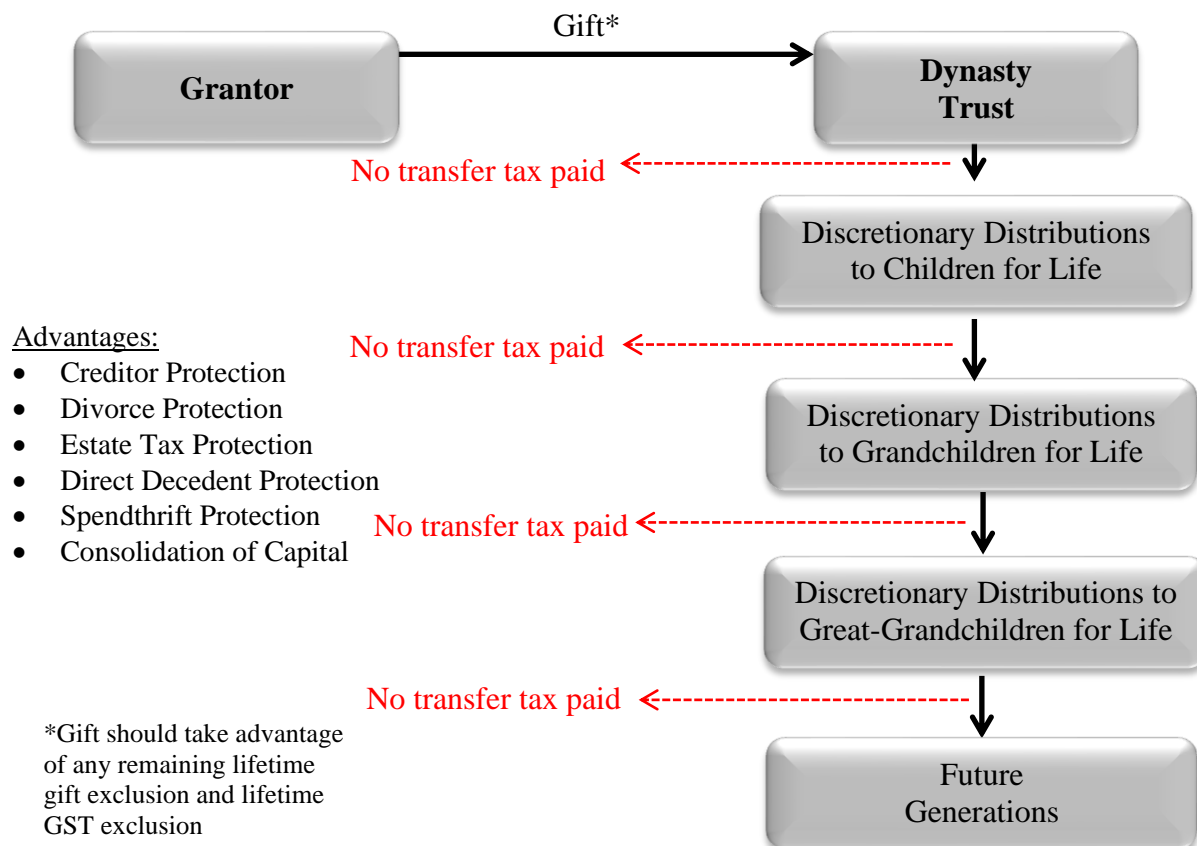 Gift*
Grantor
Dynasty
Trust
No transfer tax paid
Discretionary Distributions
to Children for Life
Advantages:
• Creditor Protection
• Divorce Protection
• Estate Tax Protection
• Direct Decedent Protection
• Spendthrift Protection
• Consolidation of Capital
No transfer tax paid
Discretionary Distributions
to Grandchildren for Life
No transfer tax paid
Discretionary Distributions to
Great-Grandchildren for Life
No transfer tax paid
*Gift should take advantage
of any remaining lifetime
gift exclusion and lifetime
GST exclusion
Future
Generations